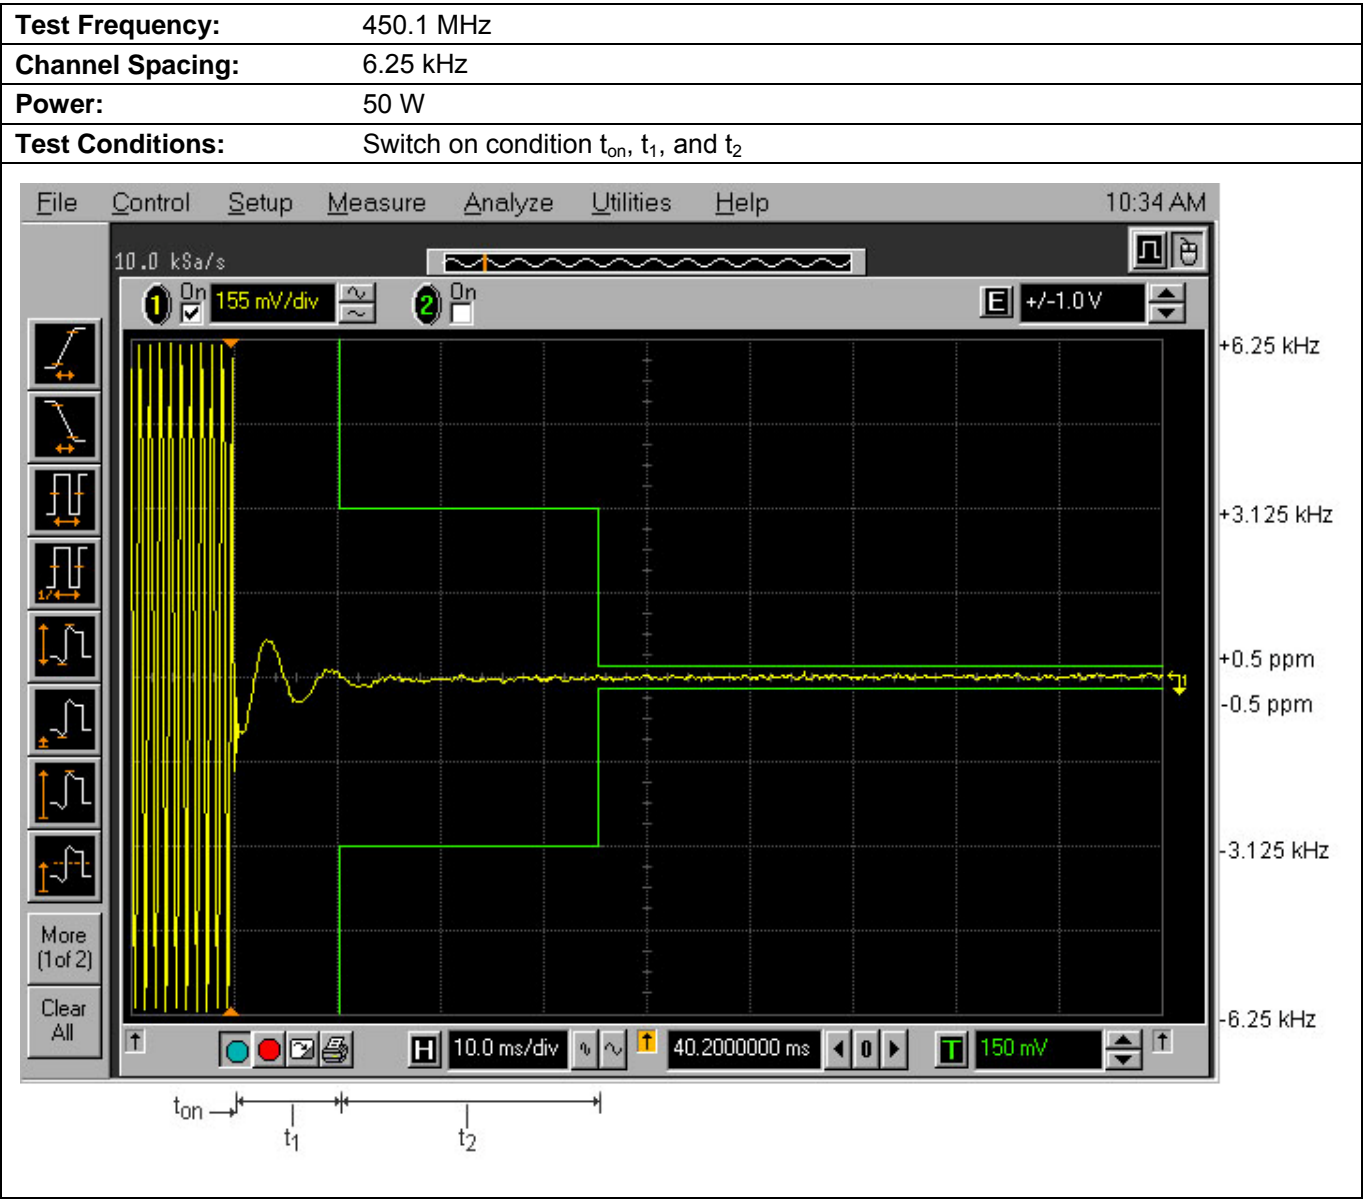 Test Frequency: 450.1 MHz
Channel Spacing: 6.25 kHz
Power: 50 W
Test Conditions: Switch on condition ton, t1, and t2
File Control Setup Measure Analyze Utilities Help 10:34 AM
10.0 kSa/s
1 On 155 mV/div 2 On E +/-1.0 V
+6.25 kHz
+3.125 kHz
+0.5 ppm
-0.5 ppm
-3.125 kHz
-6.25 kHz
1/
1
More
(1of 2)
Clear
All
H 10.0 ms/div 40.2000000 ms 0 T 150 mV
ton
t1
t2